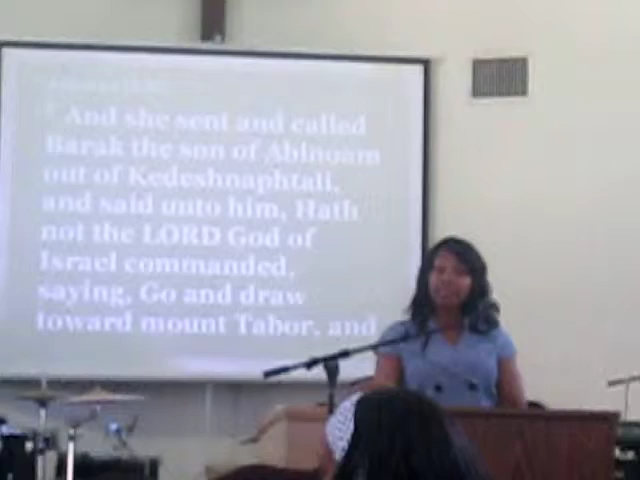 And she sent and called
Barak the son of Abinoam
out of Kedeshnaphtali,
and said unto him, Hath
not the LORD God of
Israel commanded,
saying, Go and draw
toward mount Tabor, and